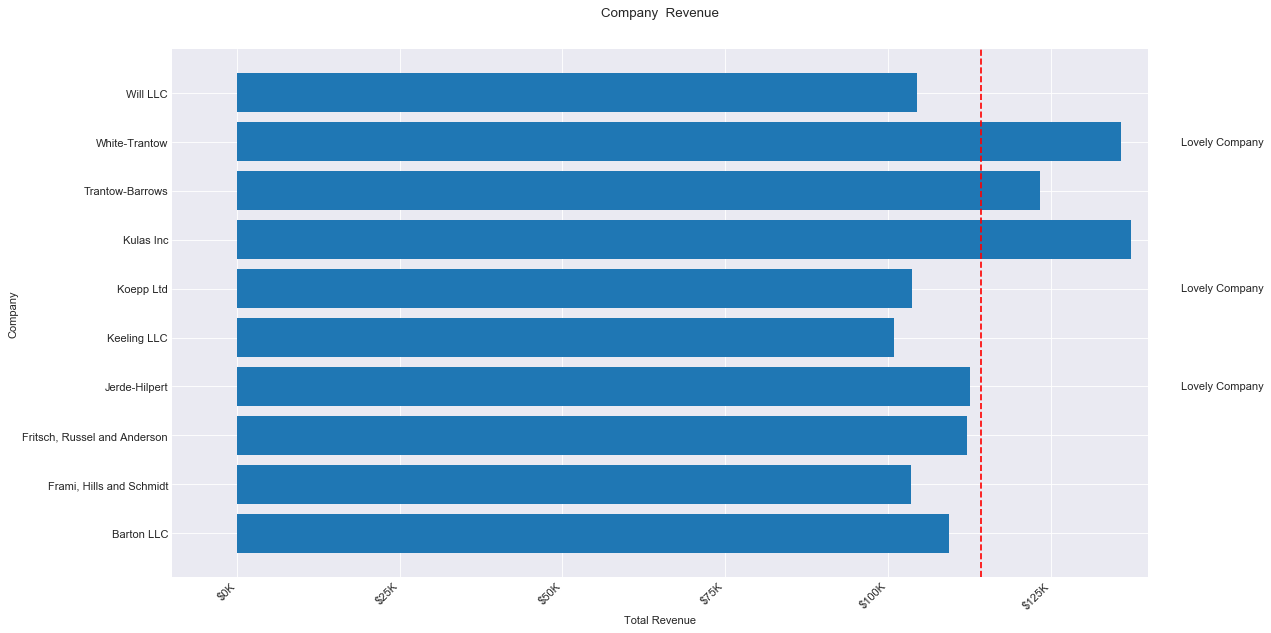 Company  Revenue
Will LLC
White-Trantow
Lovely Company
Trantow-Barrows
Kulas Inc
Koepp Ltd
Lovely Company
Keeling LLC
Jerde-Hilpert
Lovely Company
Fritsch, Russel and Anderson
Frami, Hills and Schmidt
Barton LLC
Company
$0K
$25K
$50K
$75K
$100K
$125K
Total Revenue